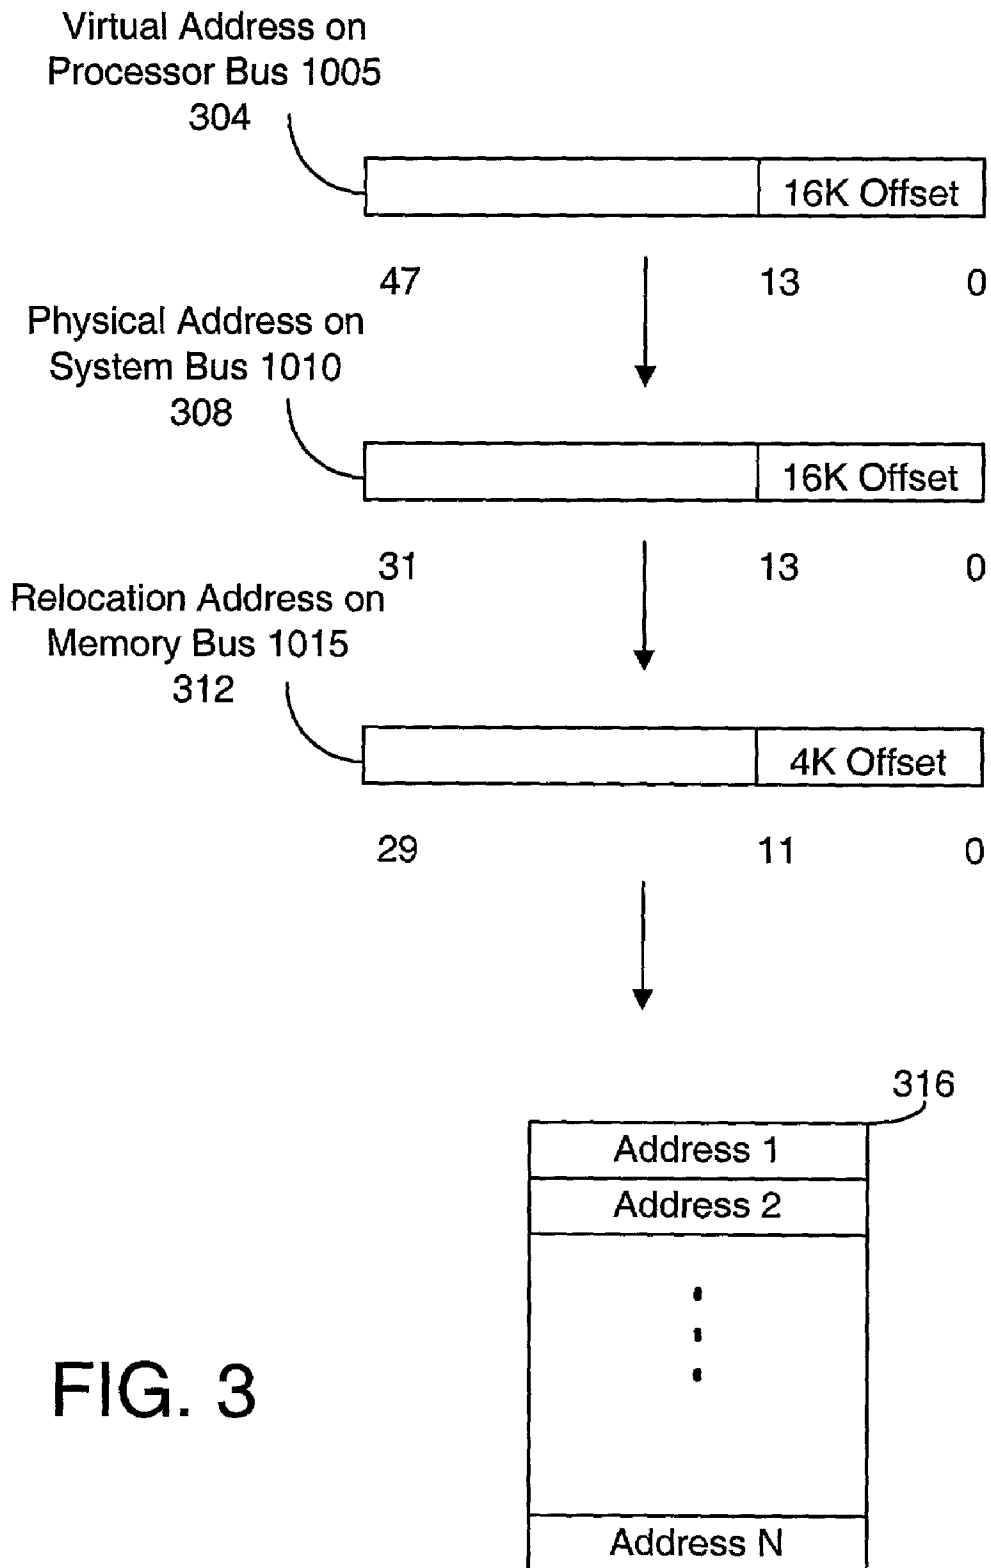 Virtual Address on
Processor Bus 1005
304
16K Offset
47 13 0
Physical Address on
System Bus 1010
308
16K Offset
31 13 0
Relocation Address on
Memory Bus 1015
312
4K Offset
29 11 0
316
Address 1
Address 2
Address N
FIG. 3